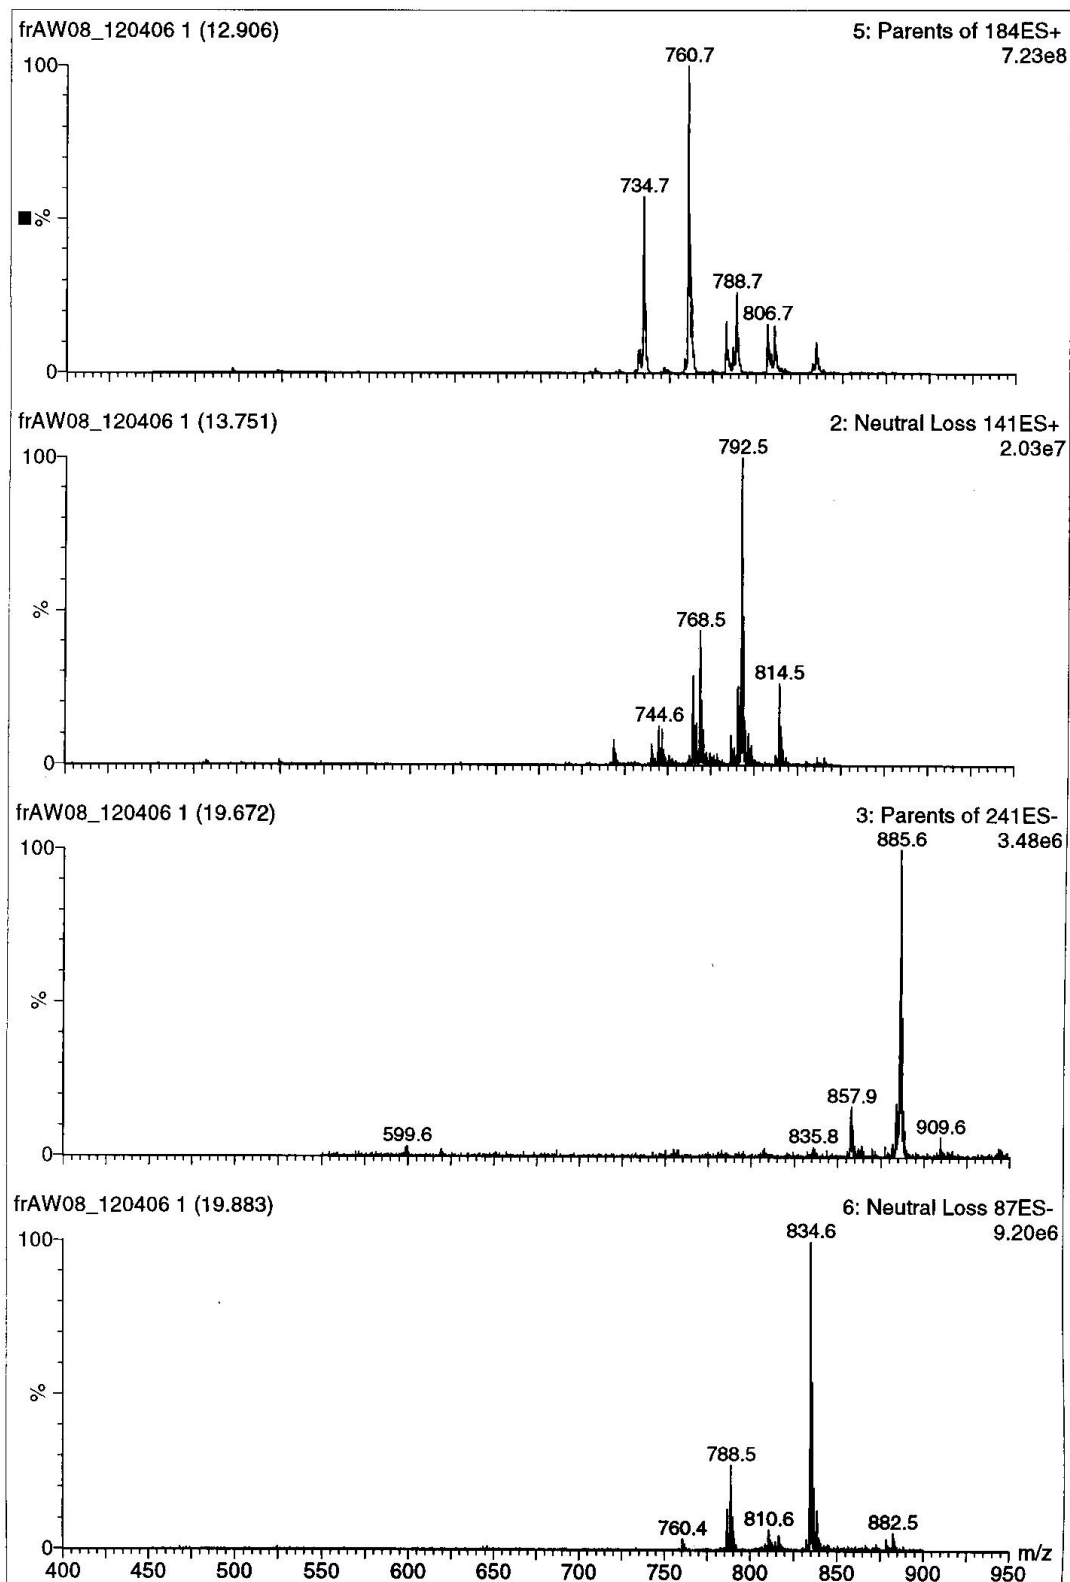 frAW08_120406 1 (12.906)
5: Parents of 184ES+
7.23e8
100
%
0
760.7
734.7
788.7
806.7
frAW08_120406 1 (13.751)
2: Neutral Loss 141ES+
2.03e7
100
%
0
792.5
768.5
814.5
744.6
frAW08_120406 1 (19.672)
3: Parents of 241ES-
3.48e6
100
%
0
885.6
857.9
909.6
835.8
599.6
frAW08_120406 1 (19.883)
6: Neutral Loss 87ES-
9.20e6
100
%
0
834.6
788.5
810.6
760.4
882.5
m/z
400 450 500 550 600 650 700 750 800 850 900 950